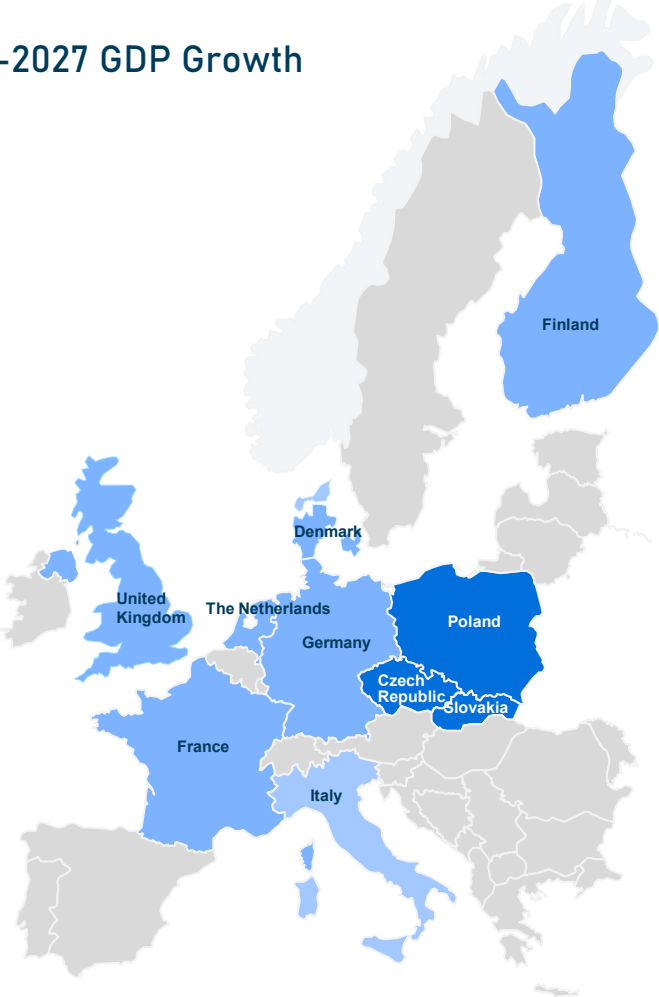 -2027 GDP Growth
Finland
Denmark
United
Kingdom
The Netherlands
Germany
Poland
Czech
Republic
Slovakia
France
Italy